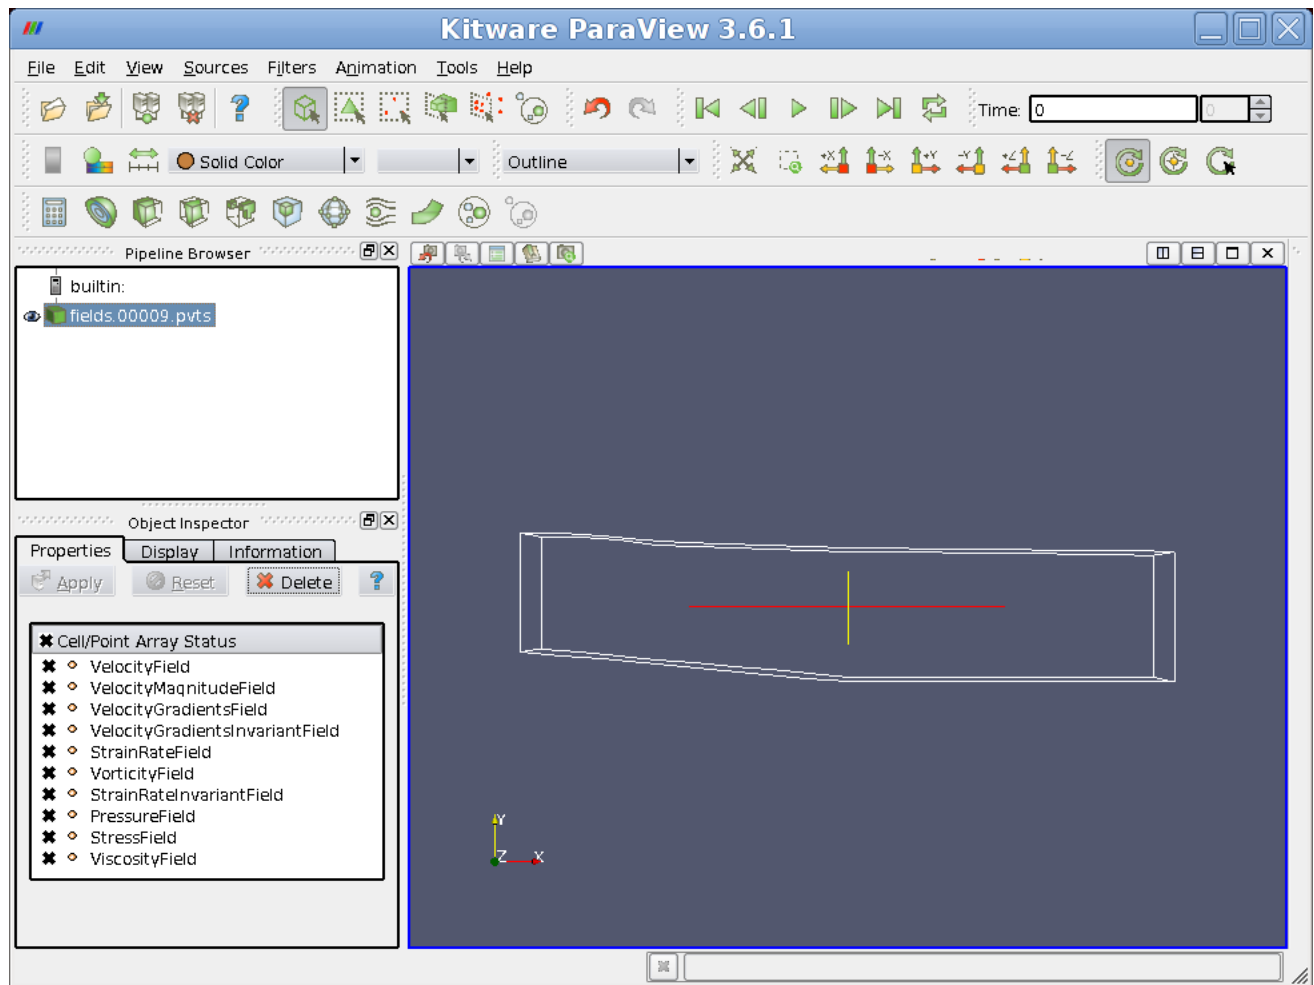 Kitware ParaView 3.6.1
File Edit View Sources Filters Animation Tools Help
? Time: 0 0
Solid Color Outline +X -X +Y -Y +Z -Z
Pipeline Browser
builtin:
fields.00009.pvts
Object Inspector
Properties Display Information
Apply Reset Delete ?
Cell/Point Array Status
VelocityField
VelocityMagnitudeField
VelocityGradientsField
VelocityGradientsInvariantField
StrainRateField
VorticityField
StrainRateInvariantField
PressureField
StressField
ViscosityField
Y
Z X